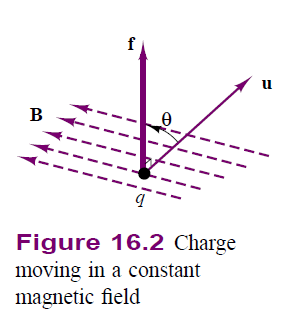 f
u
B
θ
q
Figure 16.2 Charge
moving in a constant
magnetic field